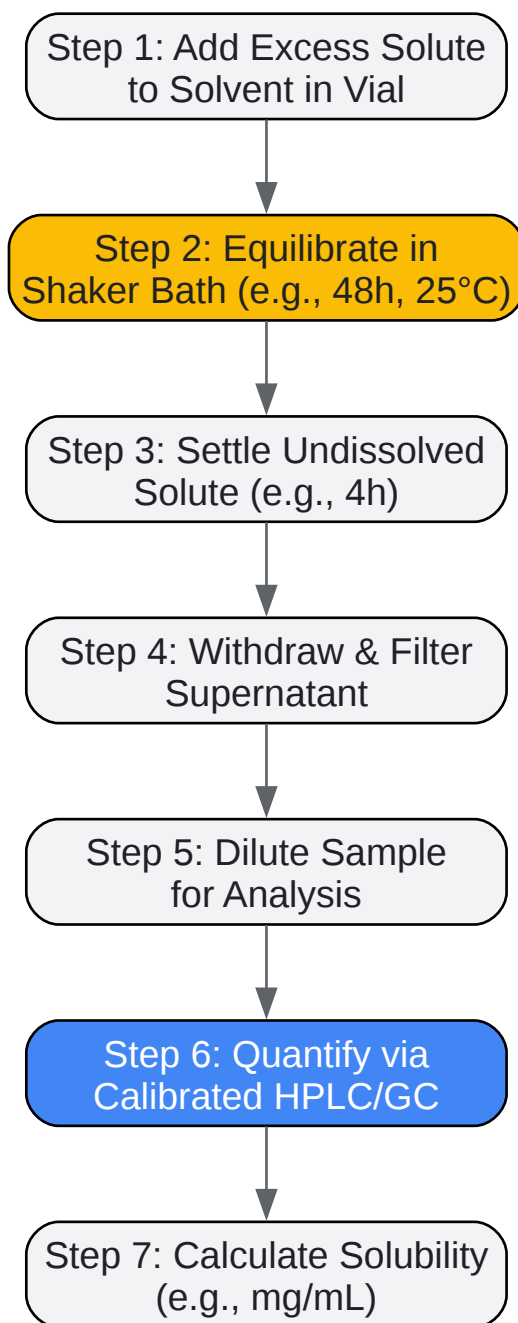 Step 1: Add Excess Solute
to Solvent in Vial
Step 2: Equilibrate in
Shaker Bath (e.g., 48h, 25°C)
Step 3: Settle Undissolved
Solute (e.g., 4h)
Step 4: Withdraw & Filter
Supernatant
Step 5: Dilute Sample
for Analysis
Step 6: Quantify via
Calibrated HPLC/GC
Step 7: Calculate Solubility
(e.g., mg/mL)